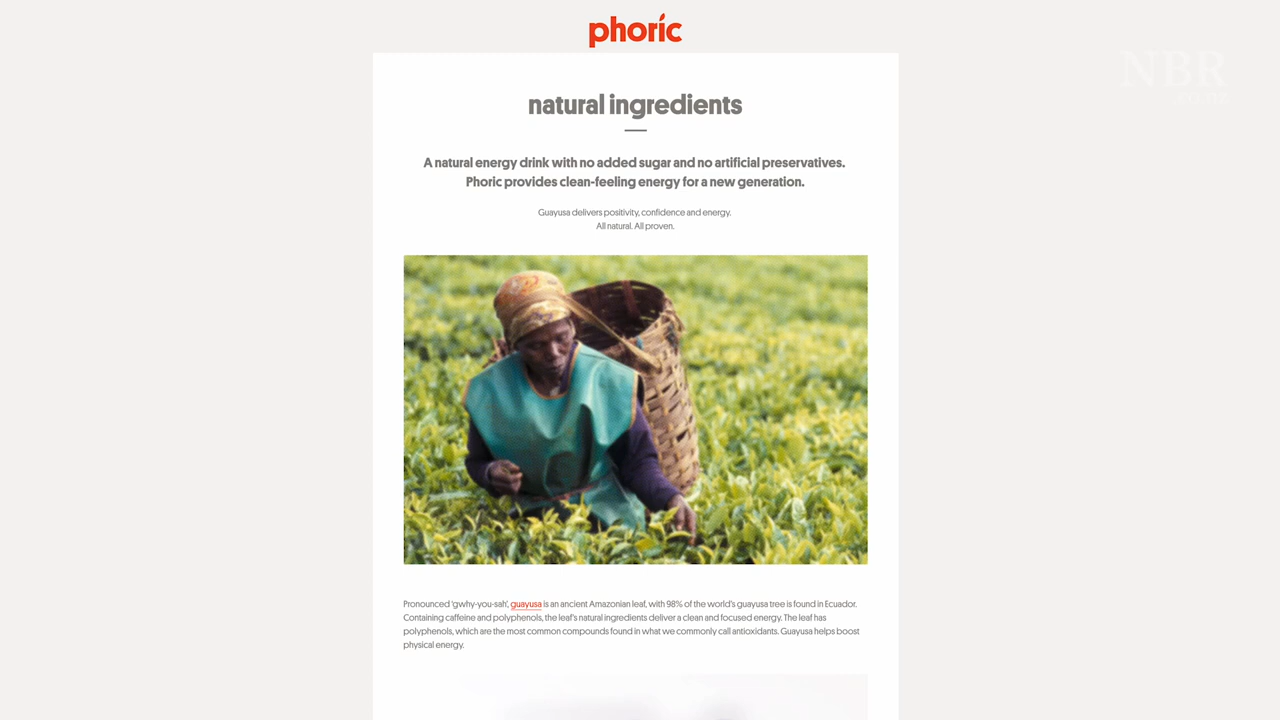 phoric
NBR
.co.nz
natural ingredients
A natural energy drink with no added sugar and no artificial preservatives.
Phoric provides clean-feeling energy for a new generation.
Guayusa delivers positivity, confidence and energy.
All natural. All proven.
Pronounced 'gwhy-you-sah', guayusa is an ancient Amazonian leaf, with 98% of the world's guayusa tree is found in Ecuador.
Containing caffeine and polyphenols, the leaf's natural ingredients deliver a clean and focused energy. The leaf has
polyphenols, which are the most common compounds found in what we commonly call antioxidants. Guayusa helps boost
physical energy.